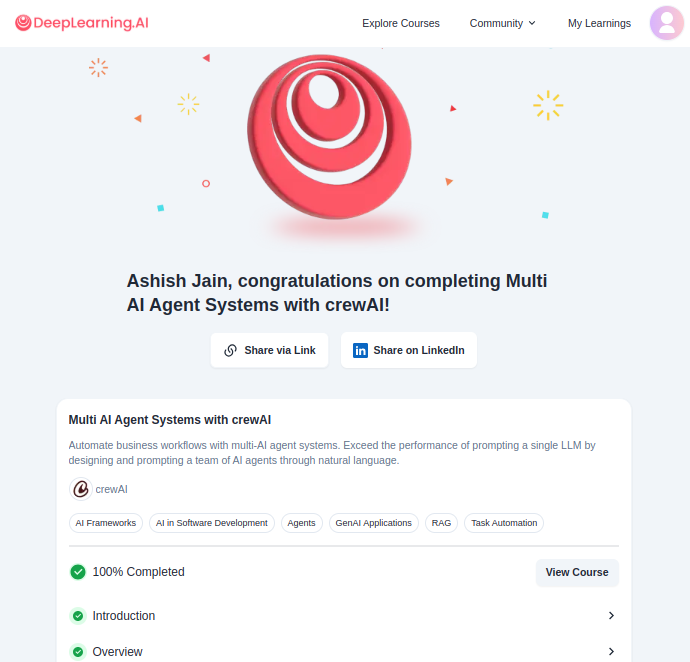 DeepLearning.AI
Explore Courses Community My Learnings
Ashish Jain, congratulations on completing Multi
AI Agent Systems with crewAI!
Share via Link Share on LinkedIn
Multi AI Agent Systems with crewAI
Automate business workflows with multi-AI agent systems. Exceed the performance of prompting a single LLM by
designing and prompting a team of AI agents through natural language.
crewAI
AI Frameworks AI in Software Development Agents GenAI Applications RAG Task Automation
100% Completed View Course
Introduction
Overview